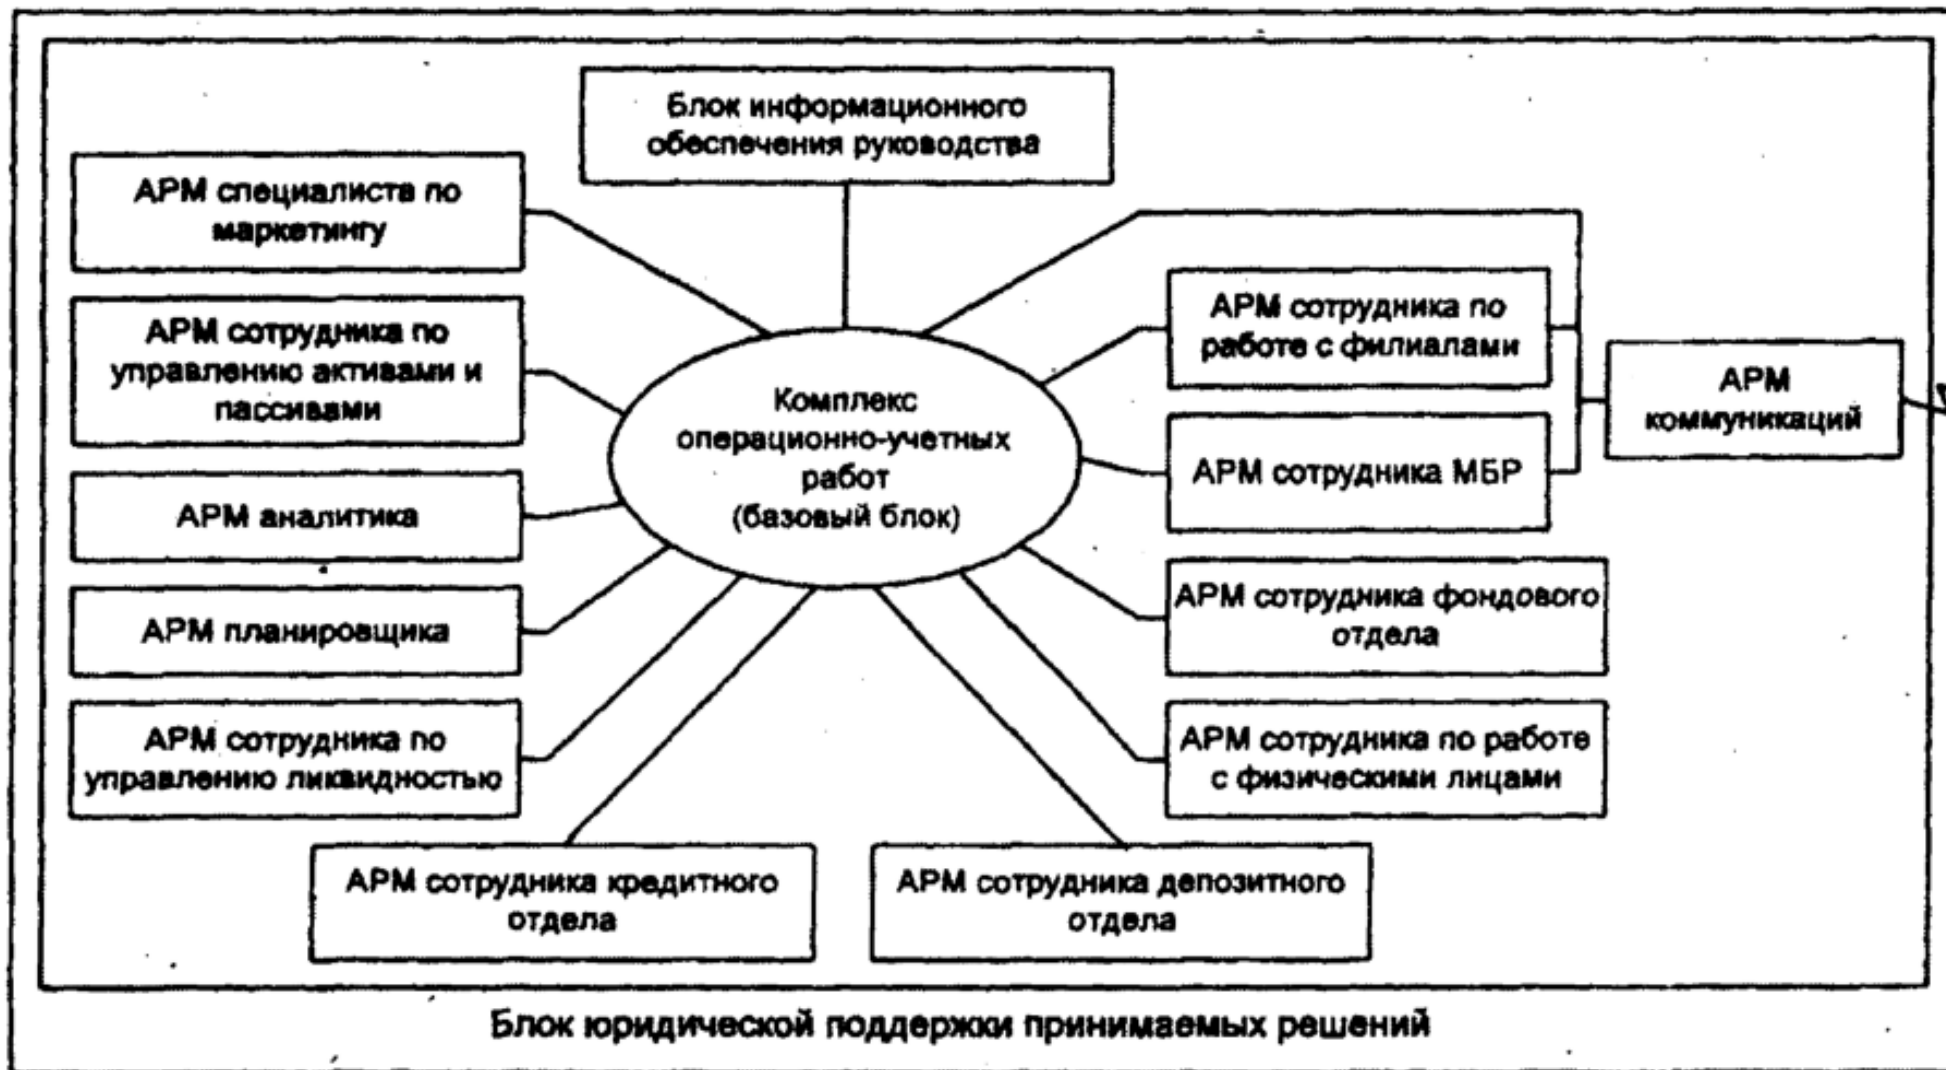 Блок информационного
обеспечения руководства
АРМ специалиста по
маркетингу
АРМ сотрудника по
управлению активами и
пассивами
АРМ аналитика
АРМ планировщика
АРМ сотрудника по
управлению ликвидностью
Комплекс
операционно-учетных
работ
(базовый блок)
АРМ сотрудника по
работе с филиалами
АРМ сотрудника МБР
АРМ
коммуникаций
АРМ сотрудника фондового
отдела
АРМ сотрудника по работе
с физическими лицами
АРМ сотрудника кредитного
отдела
АРМ сотрудника депозитного
отдела
Блок юридической поддержки принимаемых решений